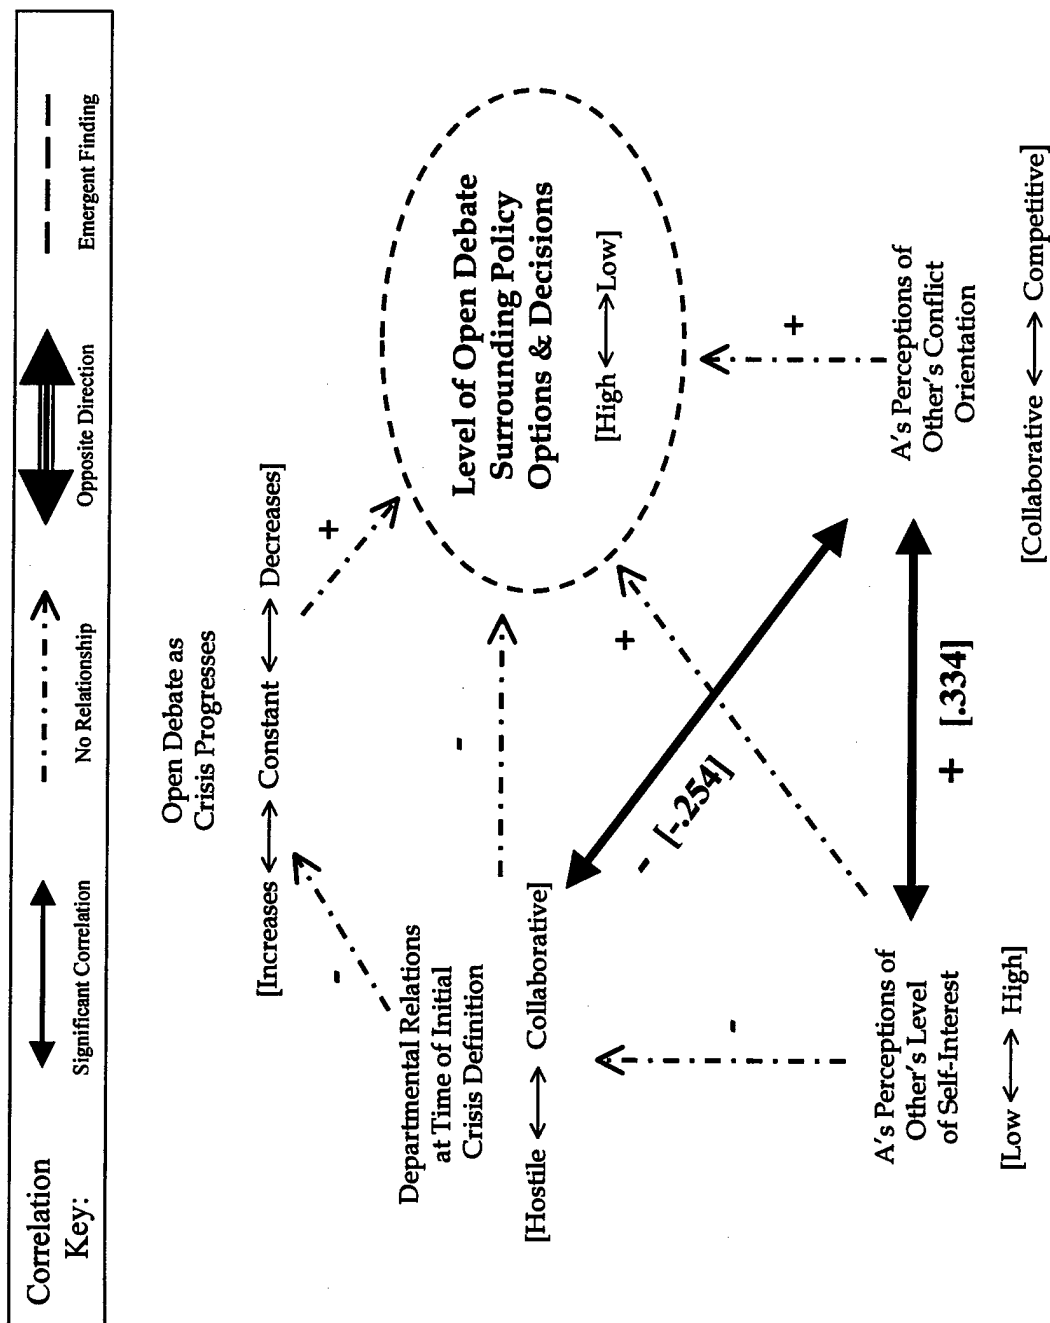 Correlation
Key:
Significant Correlation
No Relationship
Opposite Direction
Emergent Finding
Open Debate as
Crisis Progresses
[Increases
Constant
Decreases]
-
+
Departmental Relations
at Time of Initial
Crisis Definition
[Hostile
Collaborative]
-
Level of Open Debate
Surrounding Policy
Options & Decisions
[High
Low]
-
+
- [-.254]
+
A's Perceptions of
Other's Level
of Self-Interest
[Low
High]
+ [.334]
A's Perceptions of
Other's Conflict
Orientation
[Collaborative
Competitive]